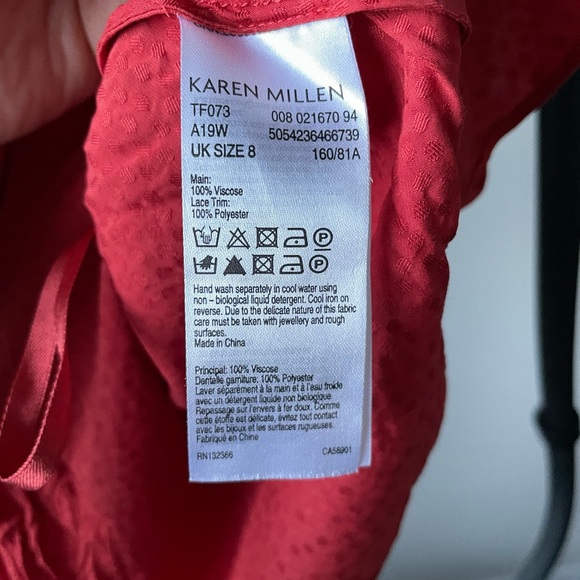 KAREN MILLEN
TF073 008 021670 94
A19W 5054236466739
UK SIZE 8 160/81A
Main:
100% Viscose
Lace Trim:
100% Polyester
Hand wash separately in cool water using
non - biological liquid detergent. Cool iron on
reverse. Due to the delicate nature of this fabric
care must be taken with jewellery and rough
surfaces.
Made in China
Principal: 100% Viscose
Dentelle garniture: 100% Polyester
Laver séparément à la main et à l'eau froide
avec un détergent liquide non biologique
Repassage sur l'envers à fer doux. Comme
cette étoffe est délicate, évitez tout contact
avec les bijoux et les surfaces rugueuses.
Fabriqué en Chine
RN132366 CA58901